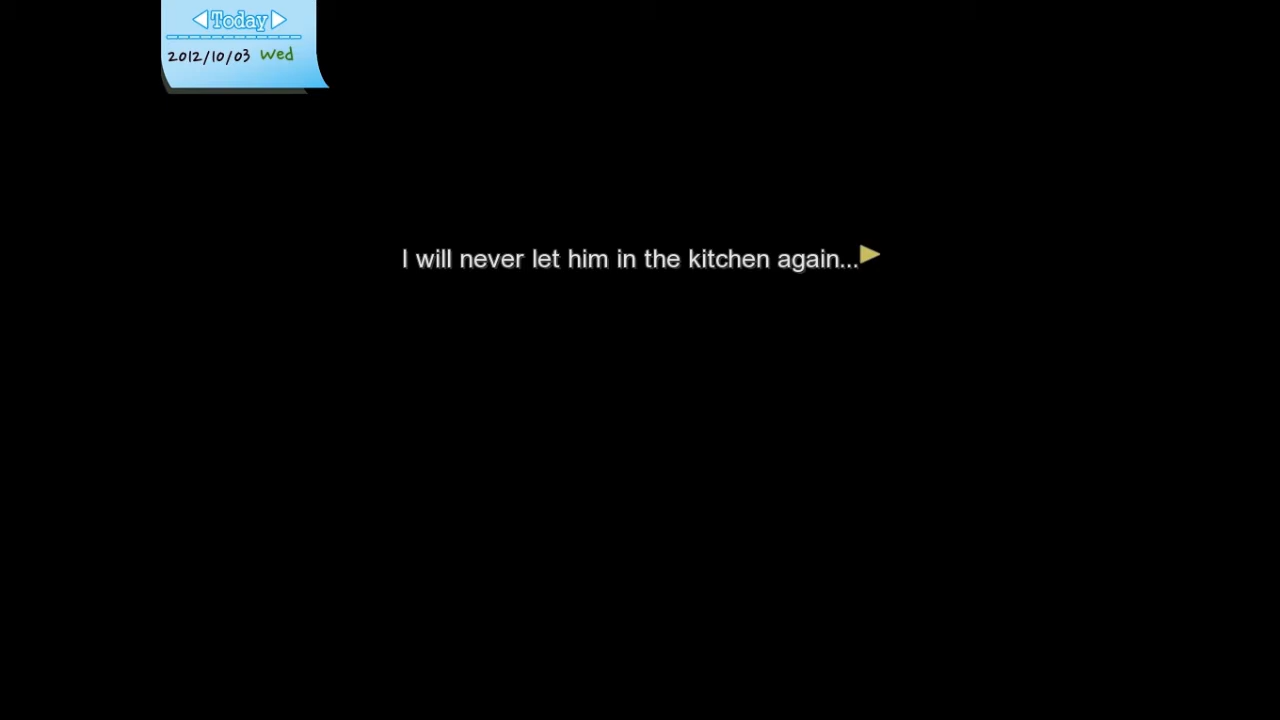 Today
2012/10/03 Wed
I will never let him in the kitchen again...